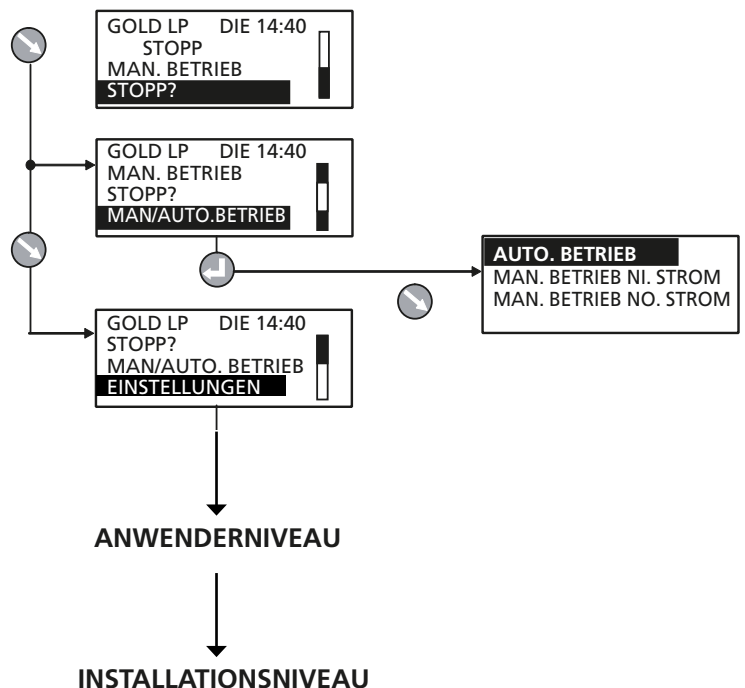 GOLD LP DIE 14:40
STOPP
MAN. BETRIEB
STOPP?
GOLD LP DIE 14:40
MAN. BETRIEB
STOPP?
MAN/AUTO.BETRIEB
AUTO. BETRIEB
MAN. BETRIEB NI. STROM
MAN. BETRIEB NO. STROM
GOLD LP DIE 14:40
STOPP?
MAN/AUTO. BETRIEB
EINSTELLUNGEN
ANWENDERNIVEAU
INSTALLATIONSNIVEAU